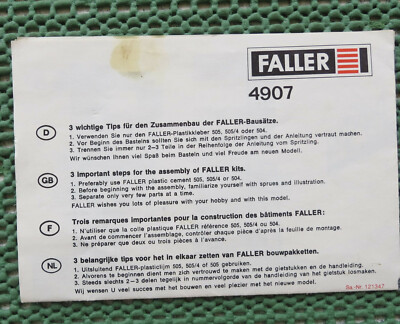 FALLER
4907
D
3 wichtige Tips für den Zusammenbau der FALLER-Bausätze.
1. Verwenden Sie nur den FALLER-Plastikkleber 505, 505/4 oder 504.
2. Vor Beginn des Bastelns sollten Sie sich mit den Spritzlingen und der Anleitung vertraut machen.
3. Trennen Sie immer nur 2–3 Teile in der Reihenfolge der Anleitung vom Spritzling.
Wir wünschen Ihnen viel Spaß beim Basteln und viel Freude am neuen Modell.
GB
3 important steps for the assembly of FALLER kits.
1. Preferably use FALLER plastic cement 505, 505/4 or 504.
2. Before beginning with the assembly, familiarize yourself with sprues and illustration.
3. Separate only very few parts at a time.
FALLER wishes you lots of pleasure with your hobby and with this model.
F
Trois remarques importantes pour la construction des bâtiments FALLER:
1. N'utiliser que la colle plastique FALLER référence 505, 505/4 ou 504.
2. Avant de commencer l'assemblage, contrôler chaque pièce d'après la feuille de montage.
3. Ne préparer que deux ou trois pièces à l'avance.
NL
3 belangrijke tips voor het in elkaar zetten van FALLER bouwpakketten.
1. Uitsluitend FALLER-plasticlijm 505, 505/4 of 504 gebruiken.
2. Alvorens te beginnen dient men zich vertrouwd te maken met de gietstukken en de handleiding.
3. Steeds slechts 2–3 delen tegelijk in nummervolgorde van de handleiding van het gietstuk losmaken.
Wij wensen U veel succes met het bouwen en veel plezier met het nieuwe model.
Sa.-Nr. 121347